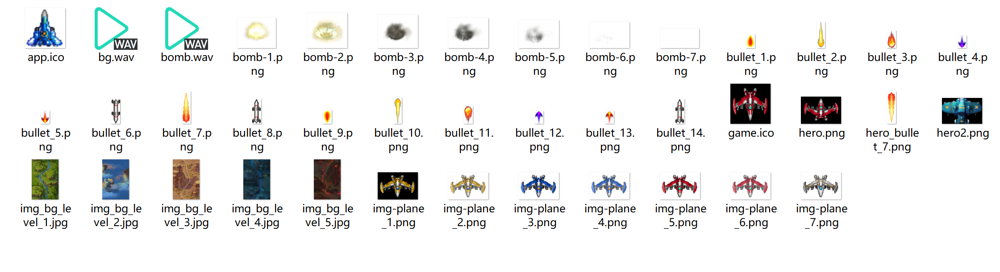 WAV WAV
app.ico bg.wav bomb.wav bomb-1.p bomb-2.p bomb-3.p bomb-4.p bomb-5.p bomb-6.p bomb-7.p bullet_1.p bullet_2.p bullet_3.p bullet_4.p
ng ng ng ng ng ng ng ng ng ng ng
bullet_5.p bullet_6.p bullet_7.p bullet_8.p bullet_9.p bullet_10. bullet_11. bullet_12. bullet_13. bullet_14. game.ico hero.png hero_bulle hero2.png
ng ng ng ng ng png png png png png t_7.png
img_bg_le img_bg_le img_bg_le img_bg_le img_bg_le img-plane img-plane img-plane img-plane img-plane img-plane img-plane
vel_1.jpg vel_2.jpg vel_3.jpg vel_4.jpg vel_5.jpg _1.png _2.png _3.png _4.png _5.png _6.png _7.png